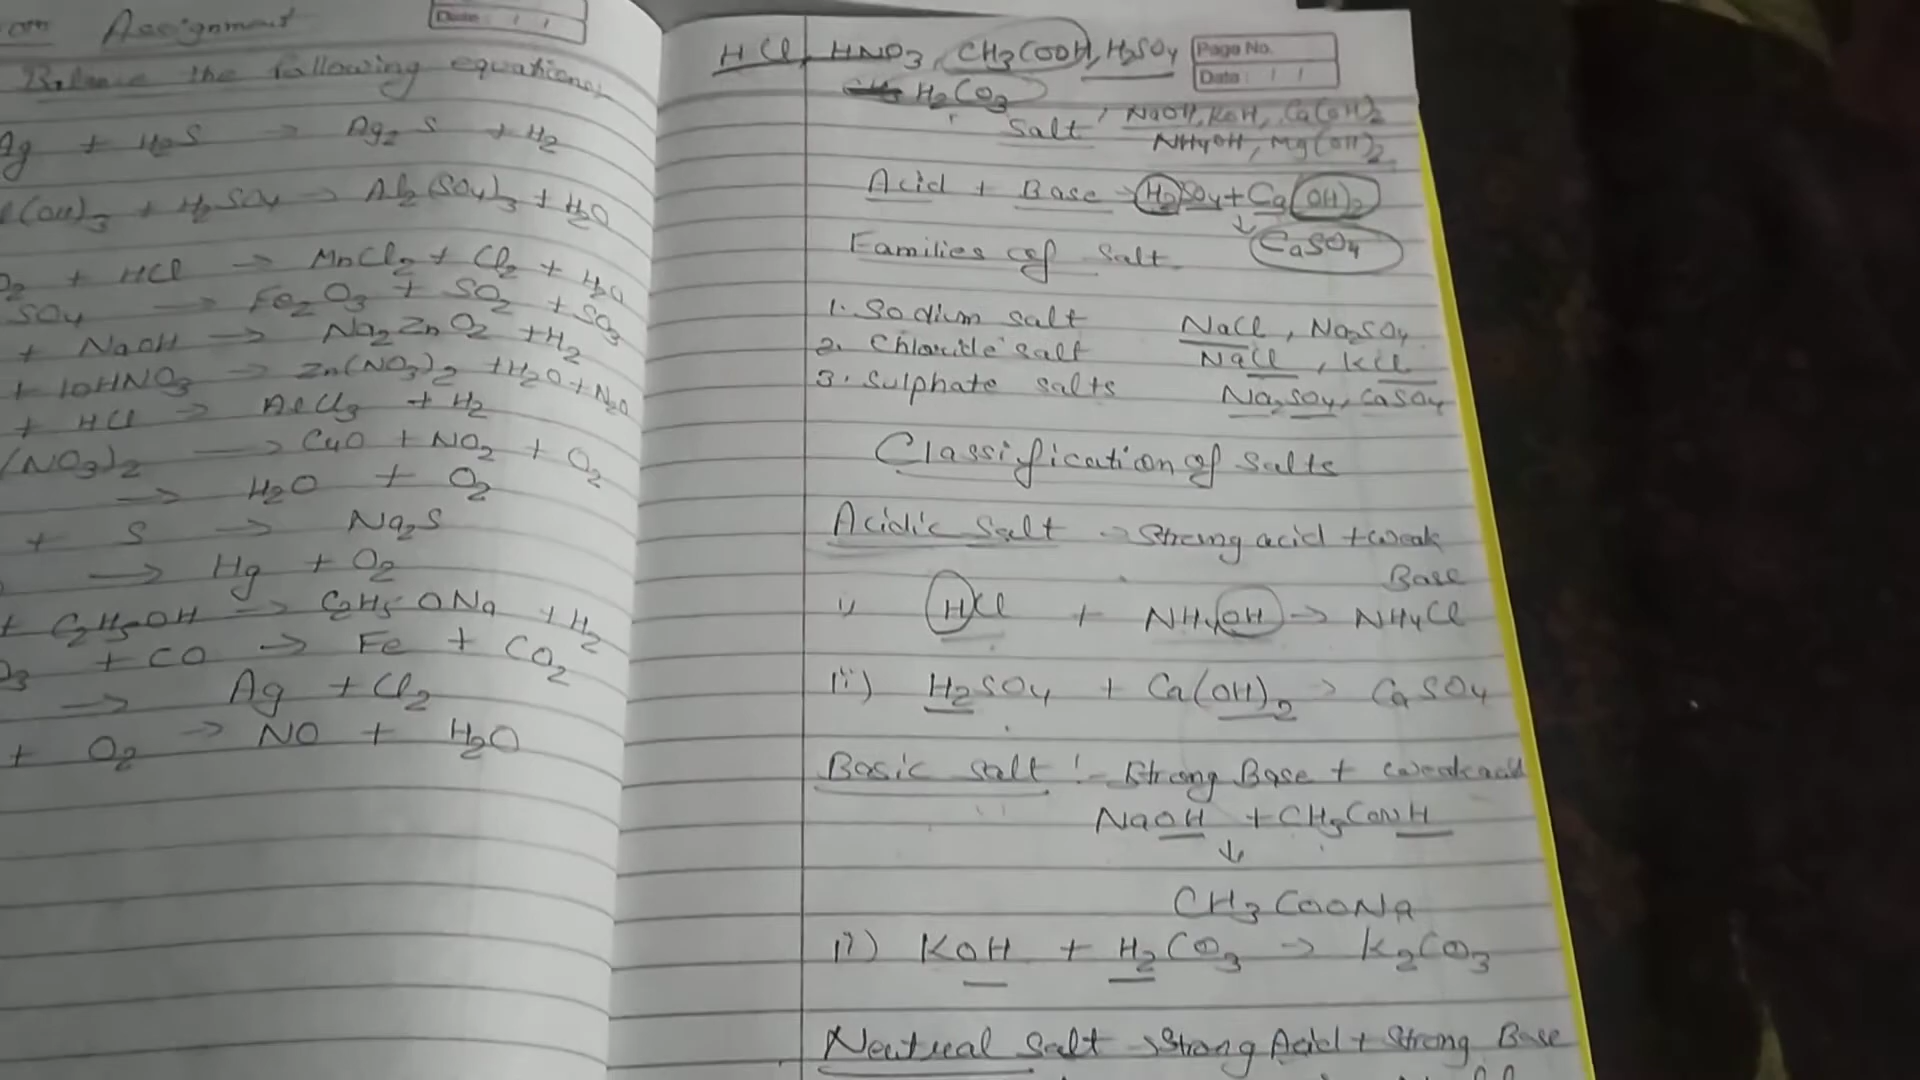 Assignment
Date : / /
Balance the following equations
Ag + H2S → Ag2S + H2
(OH)3 + H2SO4 → Al2(SO4)3 + H2O
+ HCl → MnCl2 + Cl2 + H2O
SO4 → Fe2O3 + SO2 + SO3
+ NaOH → Na2ZnO2 + H2
+ 10HNO3 → Zn(NO3)2 + H2O + N2O
+ HCl → AlCl3 + H2
(NO3)2 → CuO + NO2 + O2
→ H2O + O2
+ S → Na2S
→ Hg + O2
+ C2H5OH → C2H5ONa + H2
O3 + CO → Fe + CO2
→ Ag + Cl2
+ O2 → NO + H2O
HCl, HNO3, CH3COOH, H2SO4
Page No.
Date : / /
H2CO3
Salt, NaOH, KOH, Ca(OH)2
NH4OH, Mg(OH)2
Acid + Base → H2SO4 + Ca(OH)2
↓
CaSO4
Families of Salt
1. Sodium salt NaCl, Na2SO4
2. Chloride salt NaCl, KCl
3. Sulphate salts Na2SO4, CaSO4
Classification of Salts
Acidic Salt → Strong acid + weak
Base
i) HCl + NH4OH → NH4Cl
ii) H2SO4 + Ca(OH)2 → CaSO4
Basic Salt :- Strong Base + weak acid
NaOH + CH3COOH
↓
CH3COONa
ii) KOH + H2CO3 → K2CO3
Neutral Salt → Strong Acid + Strong Base